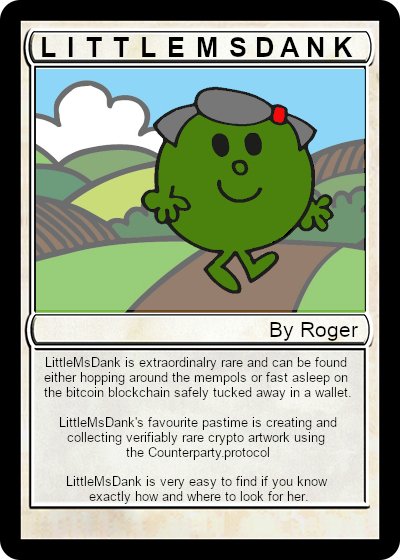 LITTLEMSDANK
By Roger
LittleMsDank is extraordinalry rare and can be found
either hopping around the mempols or fast asleep on
the bitcoin blockchain safely tucked away in a wallet.
LittleMsDank's favourite pastime is creating and
collecting verifiably rare crypto artwork using
the Counterparty.protocol
LittleMsDank is very easy to find if you know
exactly how and where to look for her.